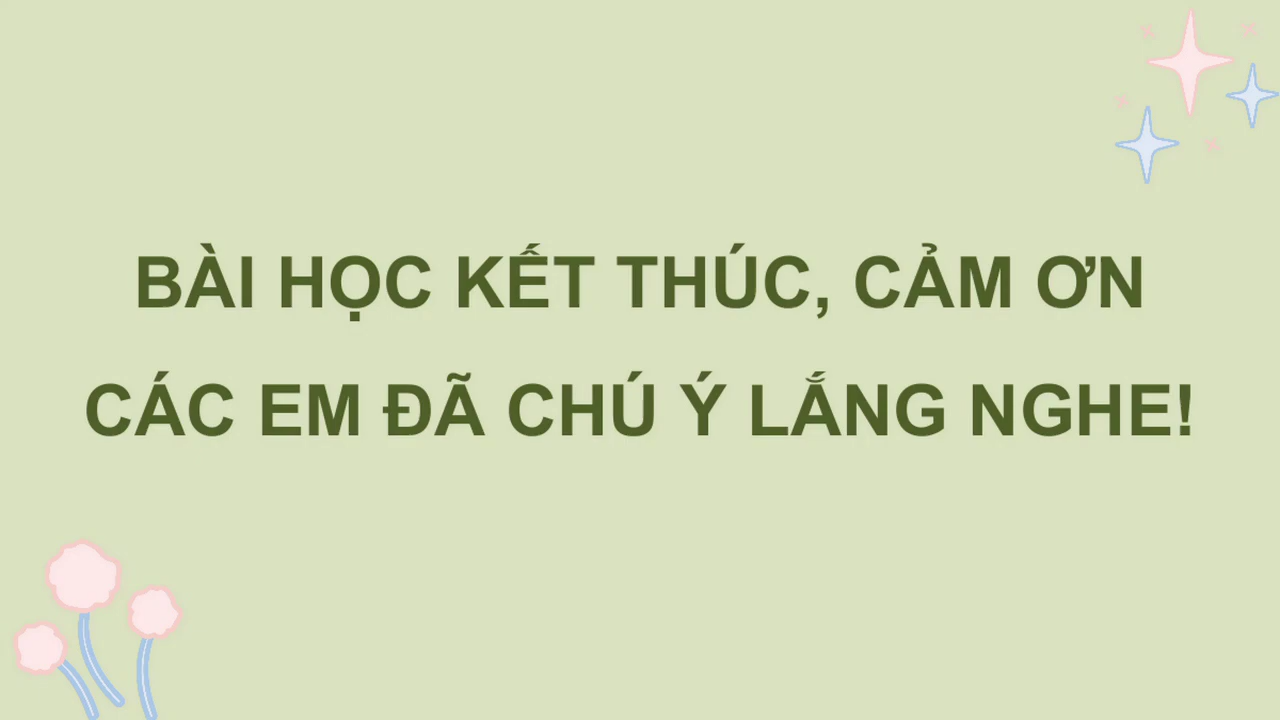 BÀI HỌC KẾT THÚC, CẢM ƠN
CÁC EM ĐÃ CHÚ Ý LẮNG NGHE!